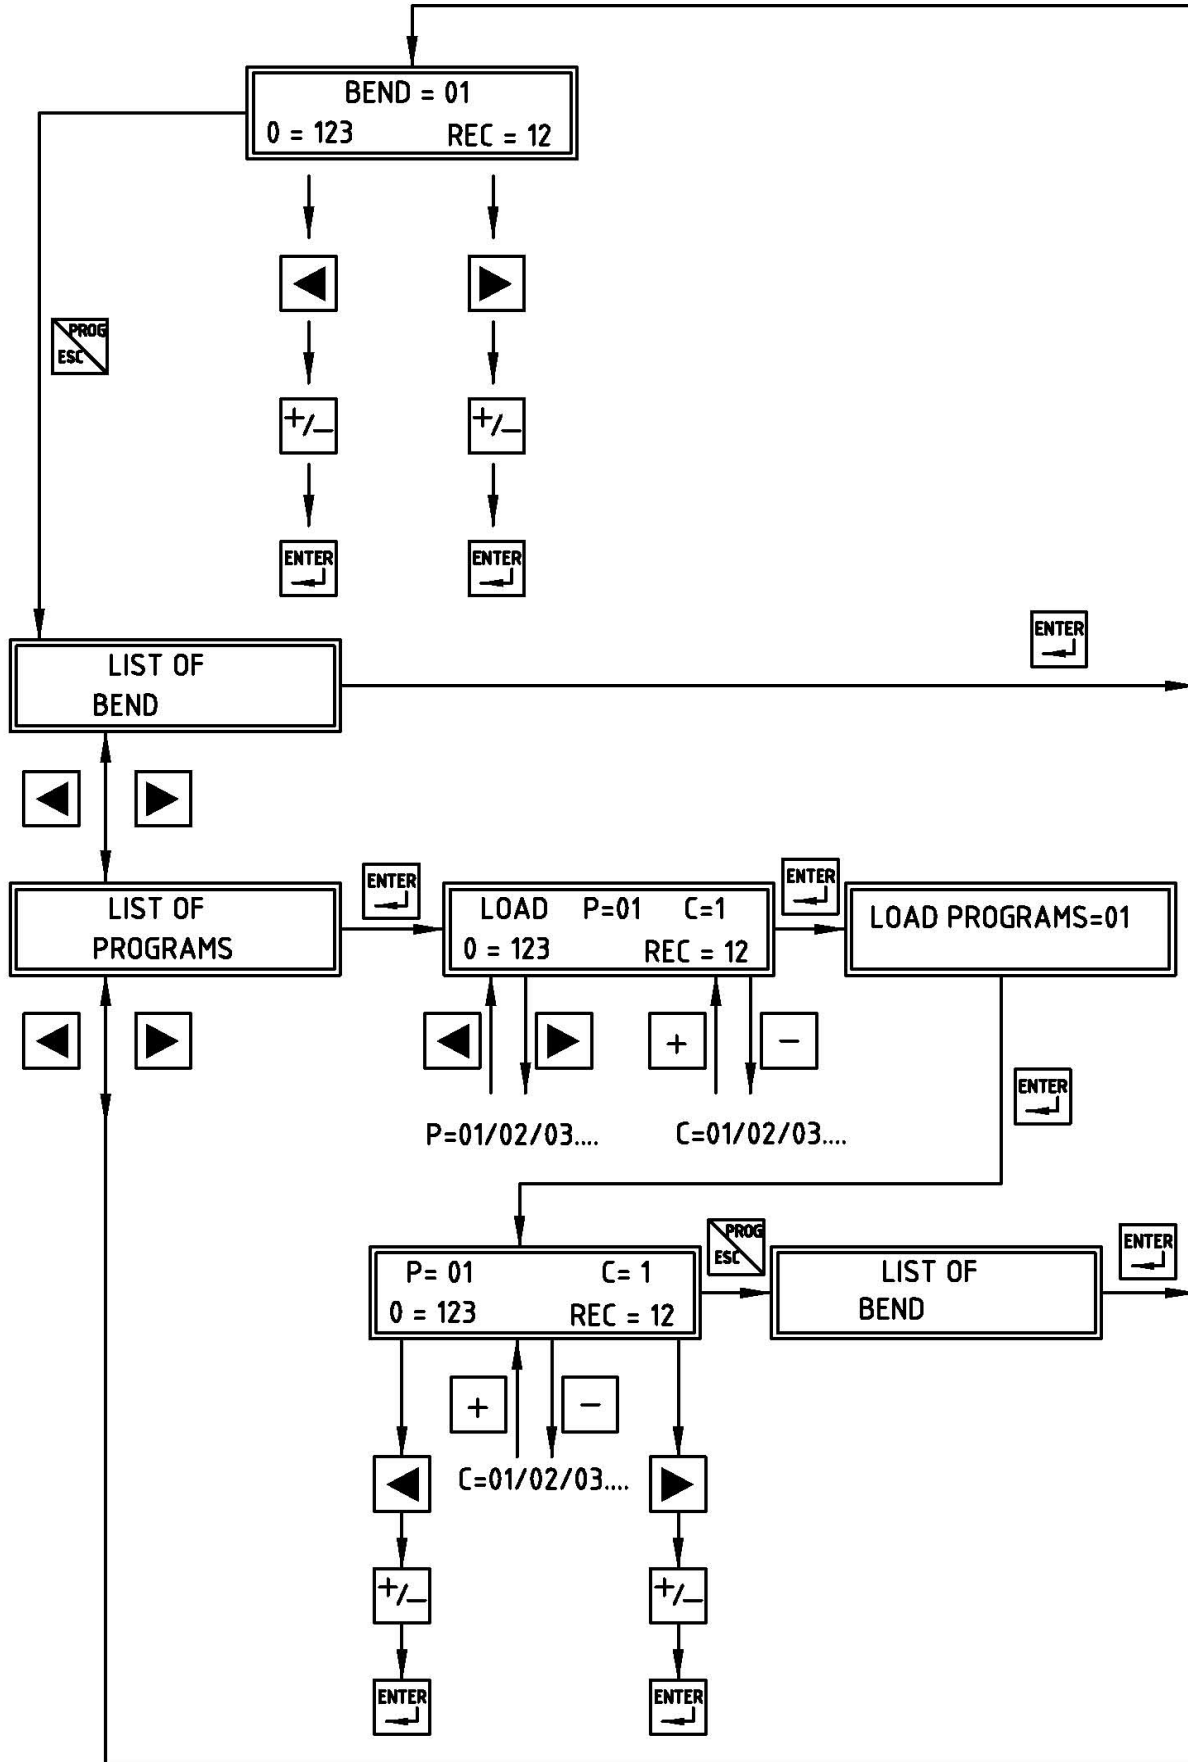 BEND = 01
0 = 123 REC = 12
PROG
ESC
+/-
+/-
ENTER
ENTER
LIST OF
BEND
ENTER
LIST OF
PROGRAMS
ENTER
LOAD P=01 C=1
0 = 123 REC = 12
ENTER
LOAD PROGRAMS=01
+
-
P=01/02/03....
C=01/02/03....
ENTER
P= 01 C= 1
0 = 123 REC = 12
PROG
ESC
LIST OF
BEND
ENTER
+
-
C=01/02/03....
+/-
+/-
ENTER
ENTER